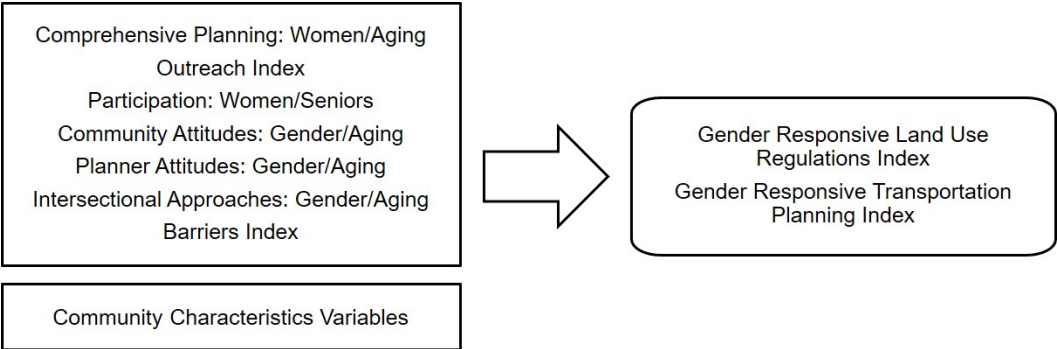 Comprehensive Planning: Women/Aging
Outreach Index
Participation: Women/Seniors
Community Attitudes: Gender/Aging
Planner Attitudes: Gender/Aging
Intersectional Approaches: Gender/Aging
Barriers Index
Community Characteristics Variables
Gender Responsive Land Use
Regulations Index
Gender Responsive Transportation
Planning Index